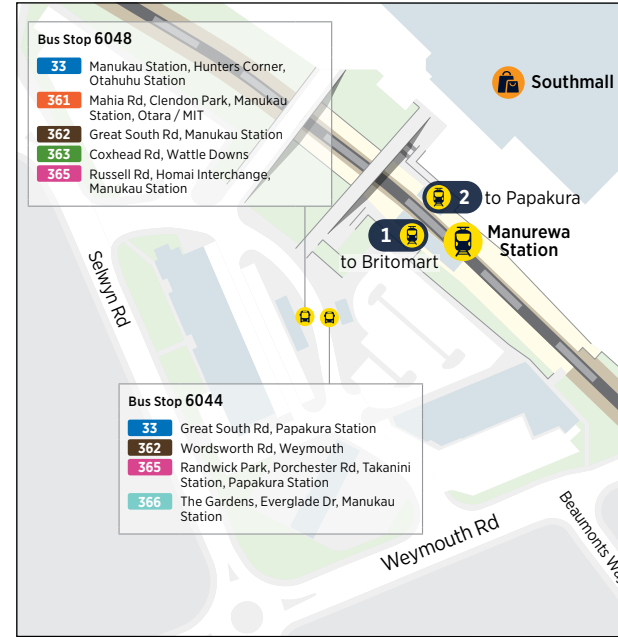 Bus Stop 6048
33 Manukau Station, Hunters Corner,
Otahuhu Station
361 Mahia Rd, Clendon Park, Manukau
Station, Otara / MIT
362 Great South Rd, Manukau Station
363 Coxhead Rd, Wattle Downs
365 Russell Rd, Homai Interchange,
Manukau Station
Southmall
2 to Papakura
1
to Britomart
Manurewa
Station
Selwyn Rd
Bus Stop 6044
33 Great South Rd, Papakura Station
362 Wordsworth Rd, Weymouth
365 Randwick Park, Porchester Rd, Takanini
Station, Papakura Station
366 The Gardens, Everglade Dr, Manukau
Station
Weymouth Rd
Beaumonts Way